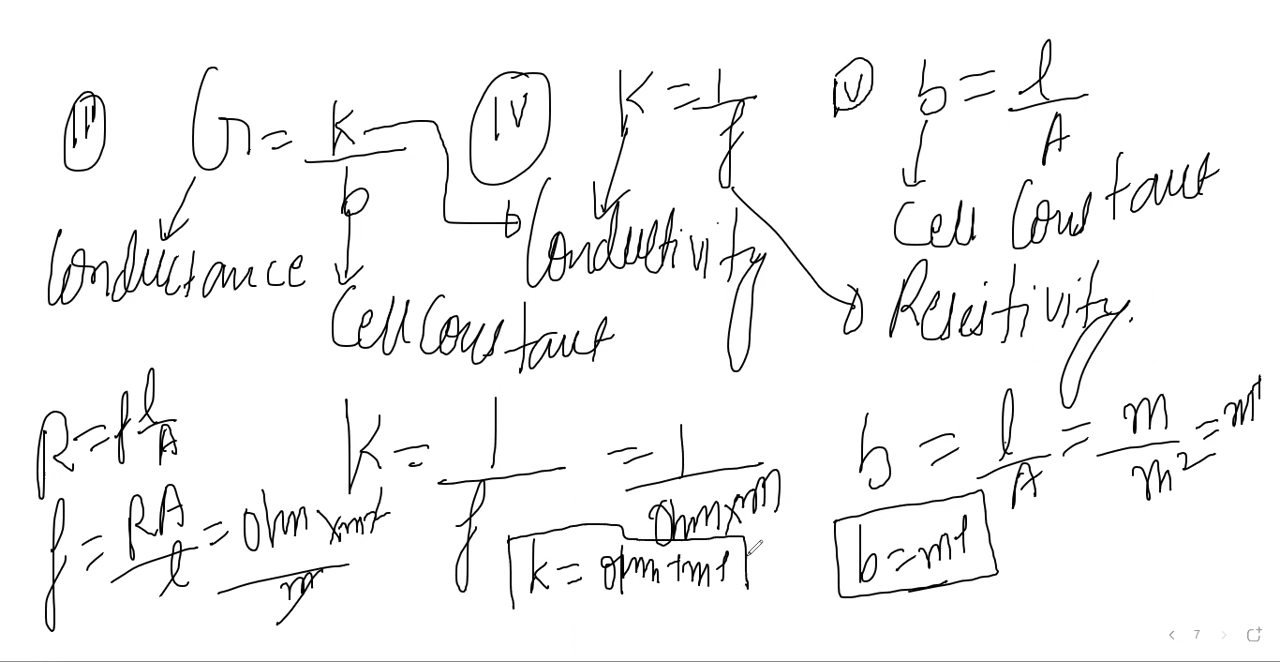 (III) G = k/b (IV) K = 1/ρ (V) b = l/A
Conductance Cell Constant Conductivity Cell Constant
Resistivity.
R = ρ l/A K = 1/ρ = 1/(Ohm×m) b = l/A = m/m² = m⁻¹
ρ = RA/l = Ohm × m²/m k = ohm⁻¹ m⁻¹ b = m⁻¹
7